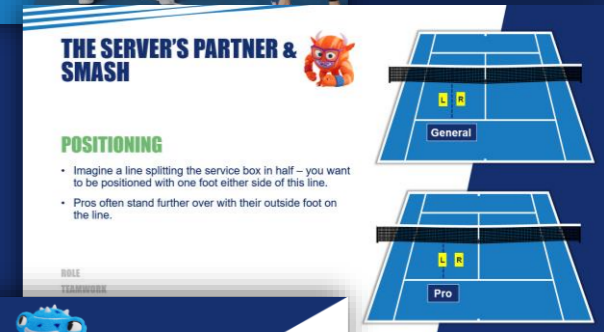 THE SERVER'S PARTNER &
SMASH
POSITIONING
• Imagine a line splitting the service box in half – you want
to be positioned with one foot either side of this line.
• Pros often stand further over with their outside foot on
the line.
ROLE
TEAMWORK
L R
General
L R
Pro